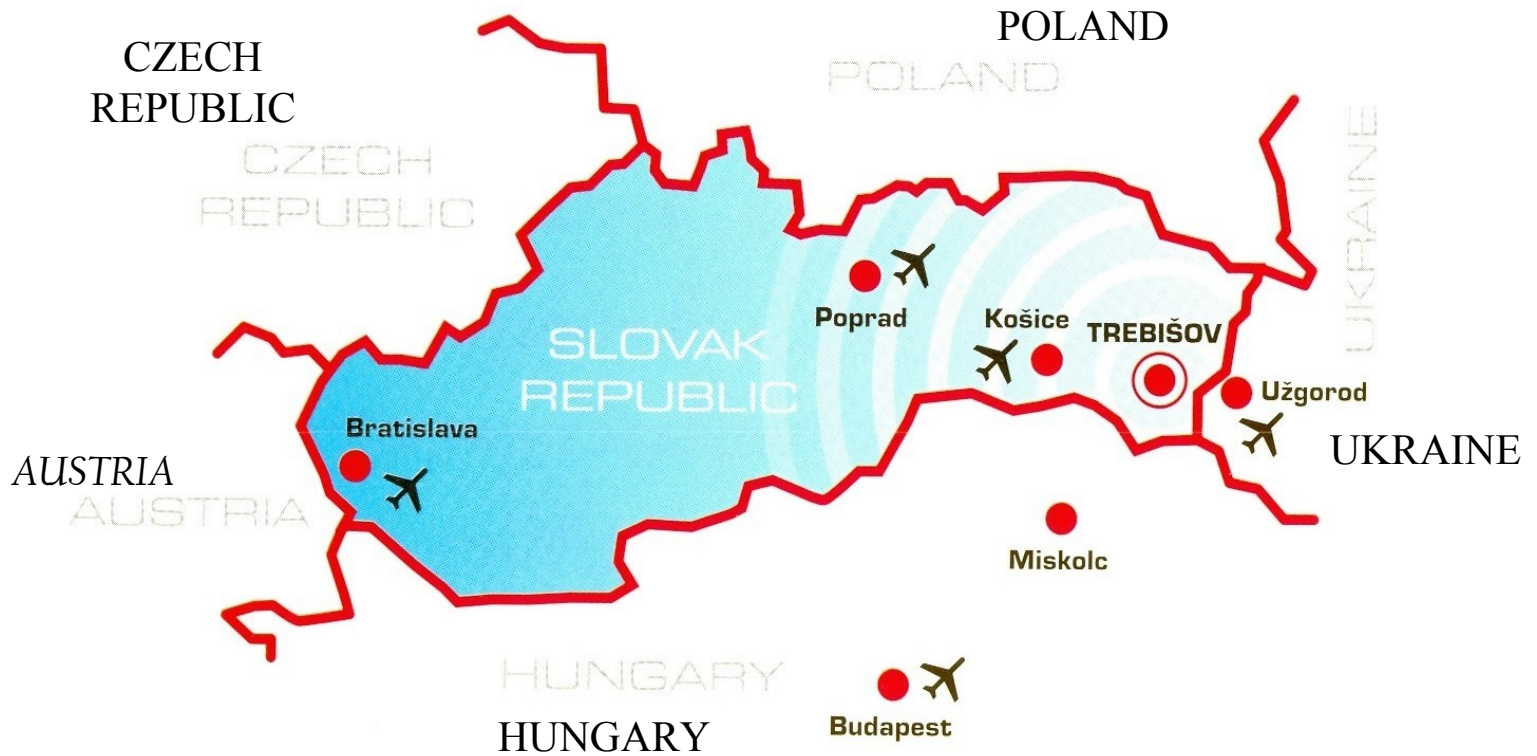 POLAND
CZECH
REPUBLIC
POLAND
CZECH
REPUBLIC
UKRAINE
Poprad
Košice
TREBIŠOV
SLOVAK
REPUBLIC
Užgorod
Bratislava
UKRAINE
AUSTRIA
AUSTRIA
Miskolc
HUNGARY
HUNGARY
Budapest